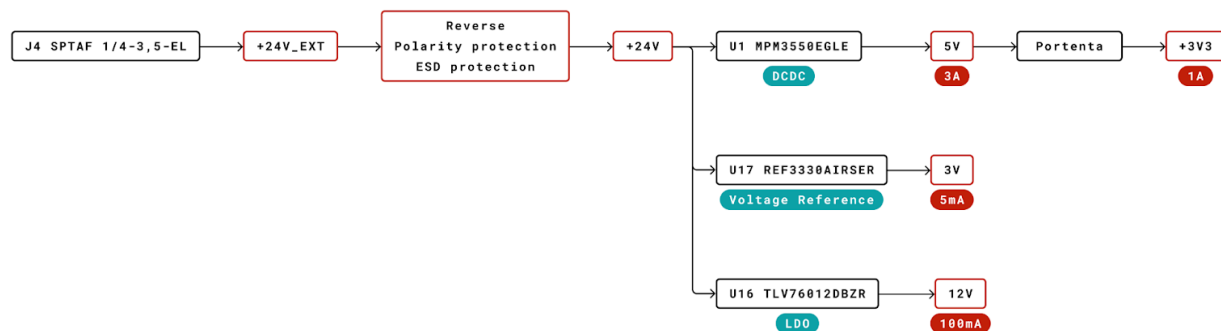 J4 SPTAF 1/4-3,5-EL
+24V_EXT
Reverse
Polarity protection
ESD protection
+24V
U1 MPM3550EGLE
DCDC
5V
3A
Portenta
+3V3
1A
U17 REF3330AIRSER
Voltage Reference
3V
5mA
U16 TLV76012DBZR
LDO
12V
100mA